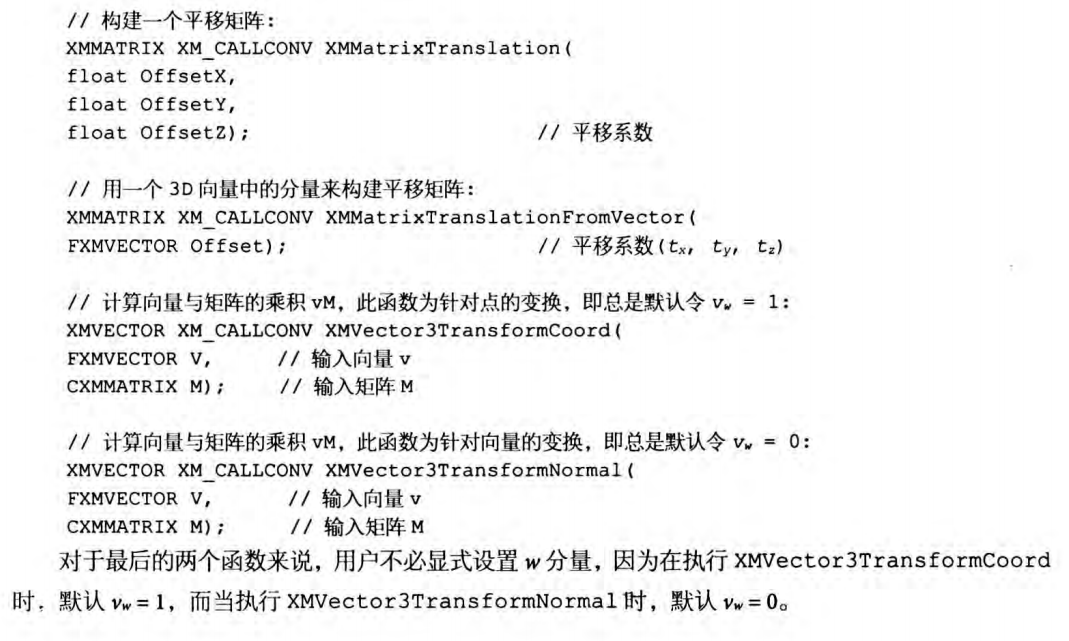 // 构建一个平移矩阵：
XMMATRIX XM_CALLCONV XMMatrixTranslation(
float OffsetX,
float OffsetY,
float OffsetZ); // 平移系数
// 用一个 3D 向量中的分量来构建平移矩阵：
XMMATRIX XM_CALLCONV XMMatrixTranslationFromVector(
FXMVECTOR Offset); // 平移系数(tx, ty, tz)
// 计算向量与矩阵的乘积 vM，此函数为针对点的变换，即总是默认令 vw = 1：
XMVECTOR XM_CALLCONV XMVector3TransformCoord(
FXMVECTOR V, // 输入向量 v
CXMMATRIX M); // 输入矩阵 M
// 计算向量与矩阵的乘积 vM，此函数为针对向量的变换，即总是默认令 vw = 0：
XMVECTOR XM_CALLCONV XMVector3TransformNormal(
FXMVECTOR V, // 输入向量 v
CXMMATRIX M); // 输入矩阵 M
对于最后的两个函数来说，用户不必显式设置 w 分量，因为在执行 XMVector3TransformCoord
时，默认 vw = 1，而当执行 XMVector3TransformNormal 时，默认 vw = 0。